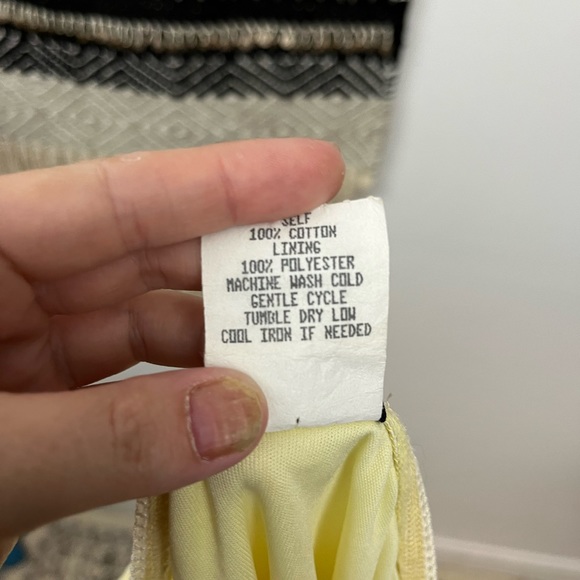 SELF
100% COTTON
LINING
100% POLYESTER
MACHINE WASH COLD
GENTLE CYCLE
TUMBLE DRY LOW
COOL IRON IF NEEDED